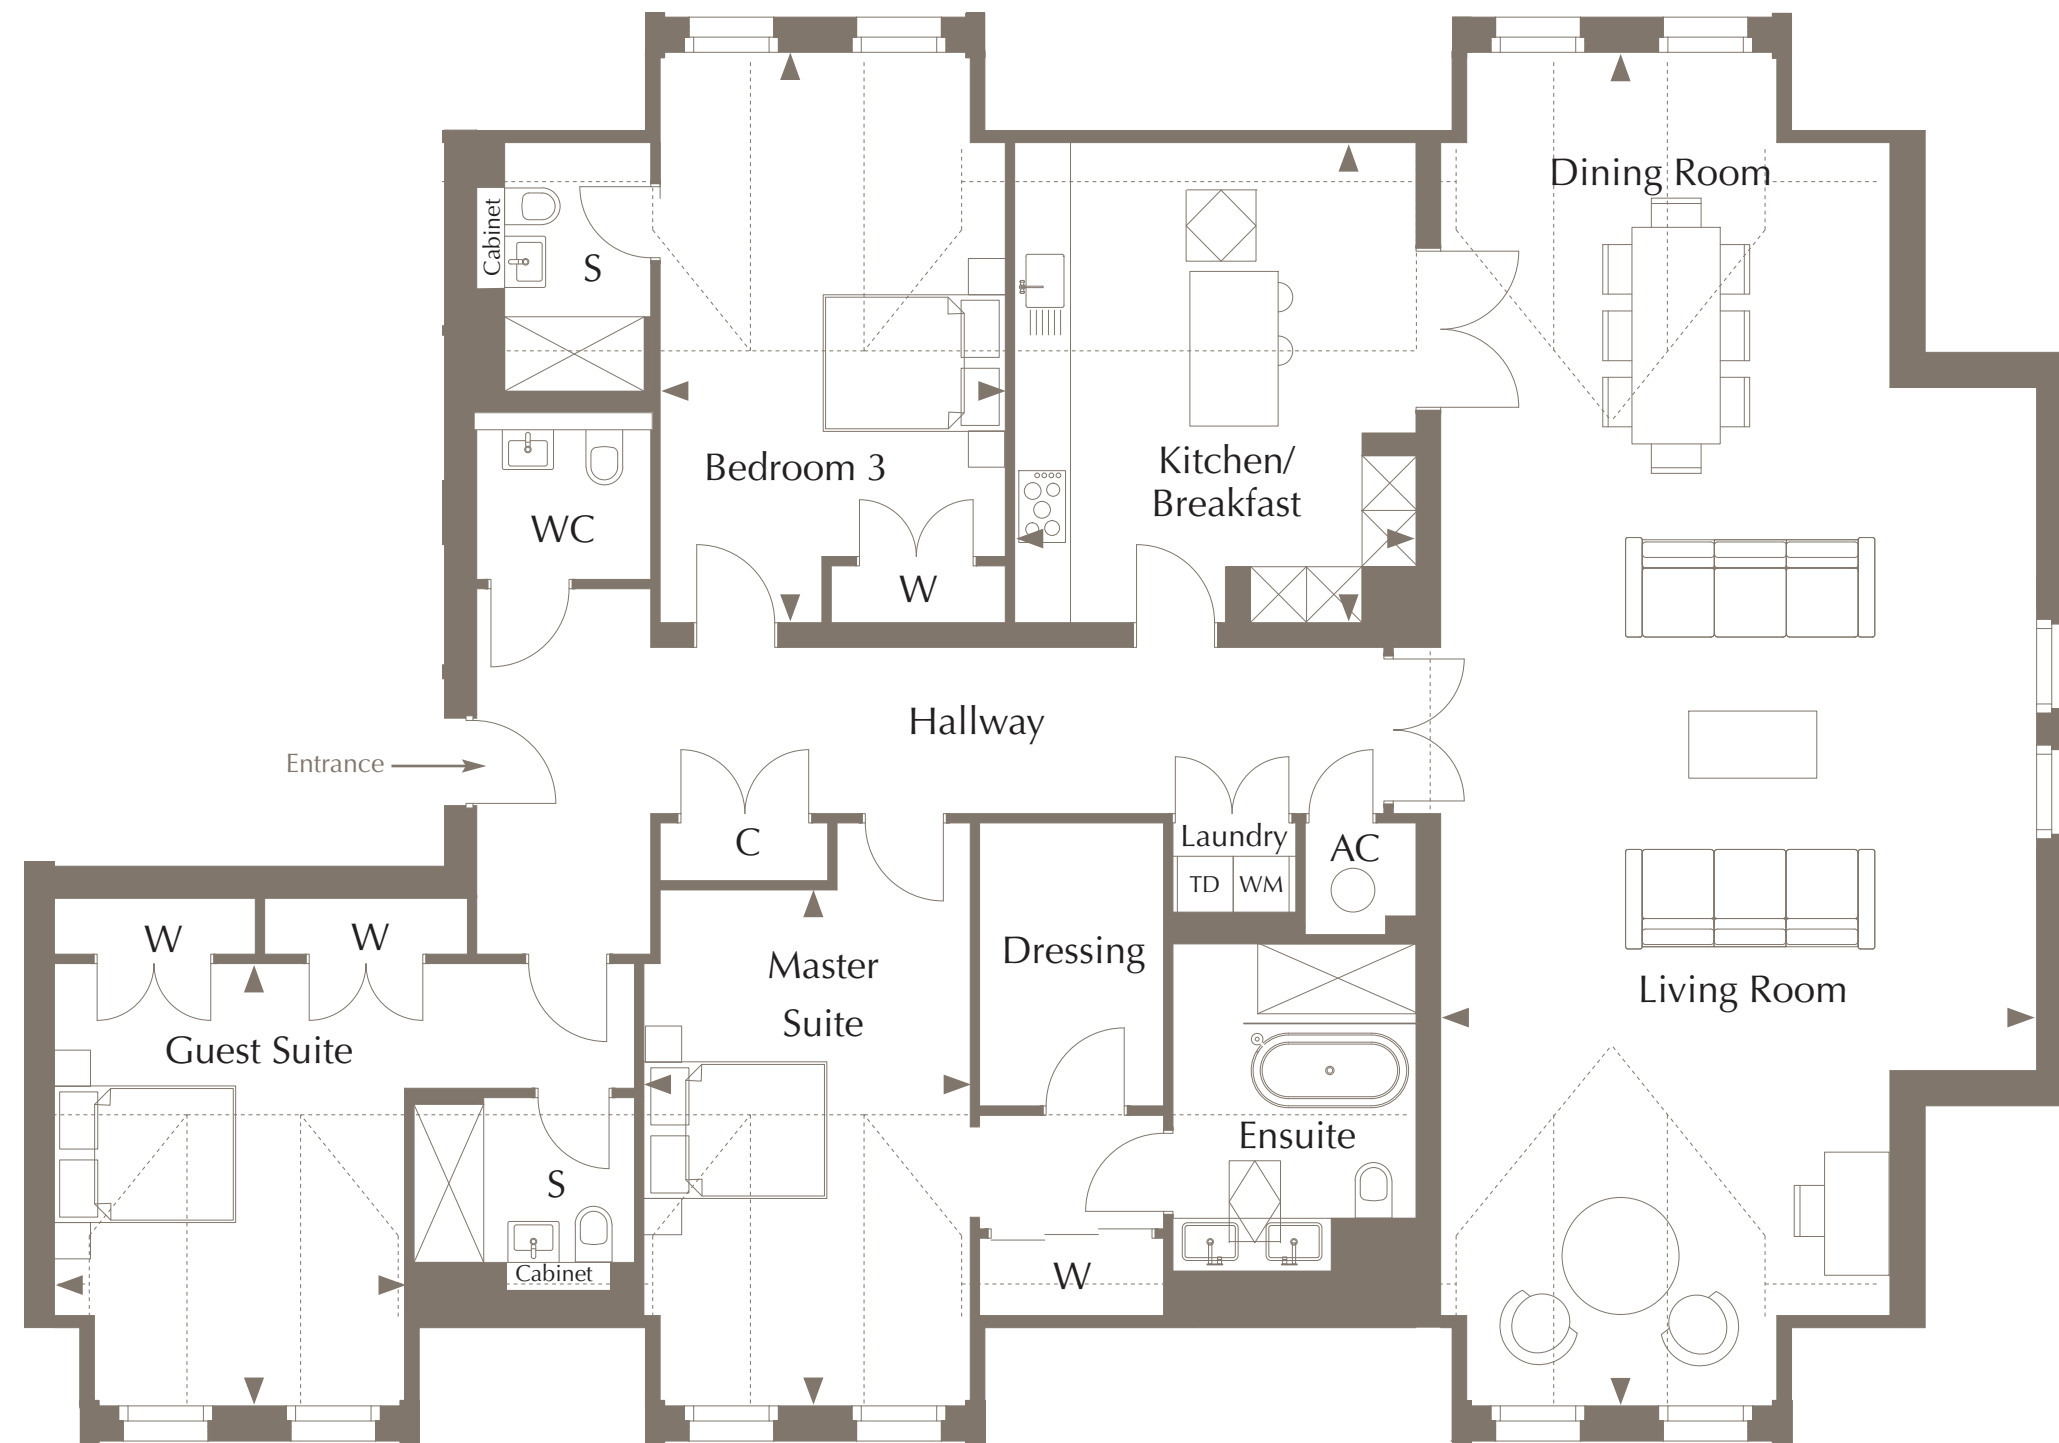 Dining Room
Cabinet
S
Bedroom 3
Kitchen/
Breakfast
WC
W
Hallway
Entrance
C
Laundry
TD
WM
AC
W
W
Dressing
Master
Suite
Living Room
Guest Suite
Ensuite
S
Cabinet
W